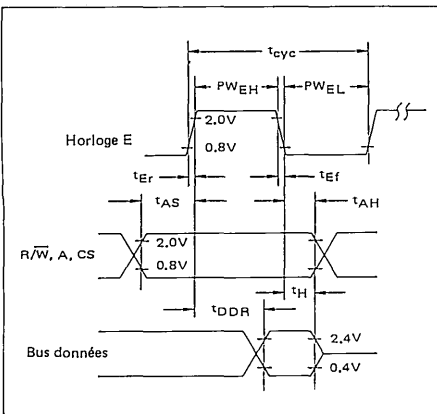 tcyc
PWEH PWEL
2.0V
Horloge E
0.8V
tEr tEf
tAS tAH
R/W̅, A, CS
2.0V
0.8V
tDDR tH
Bus données
2.4V
0.4V